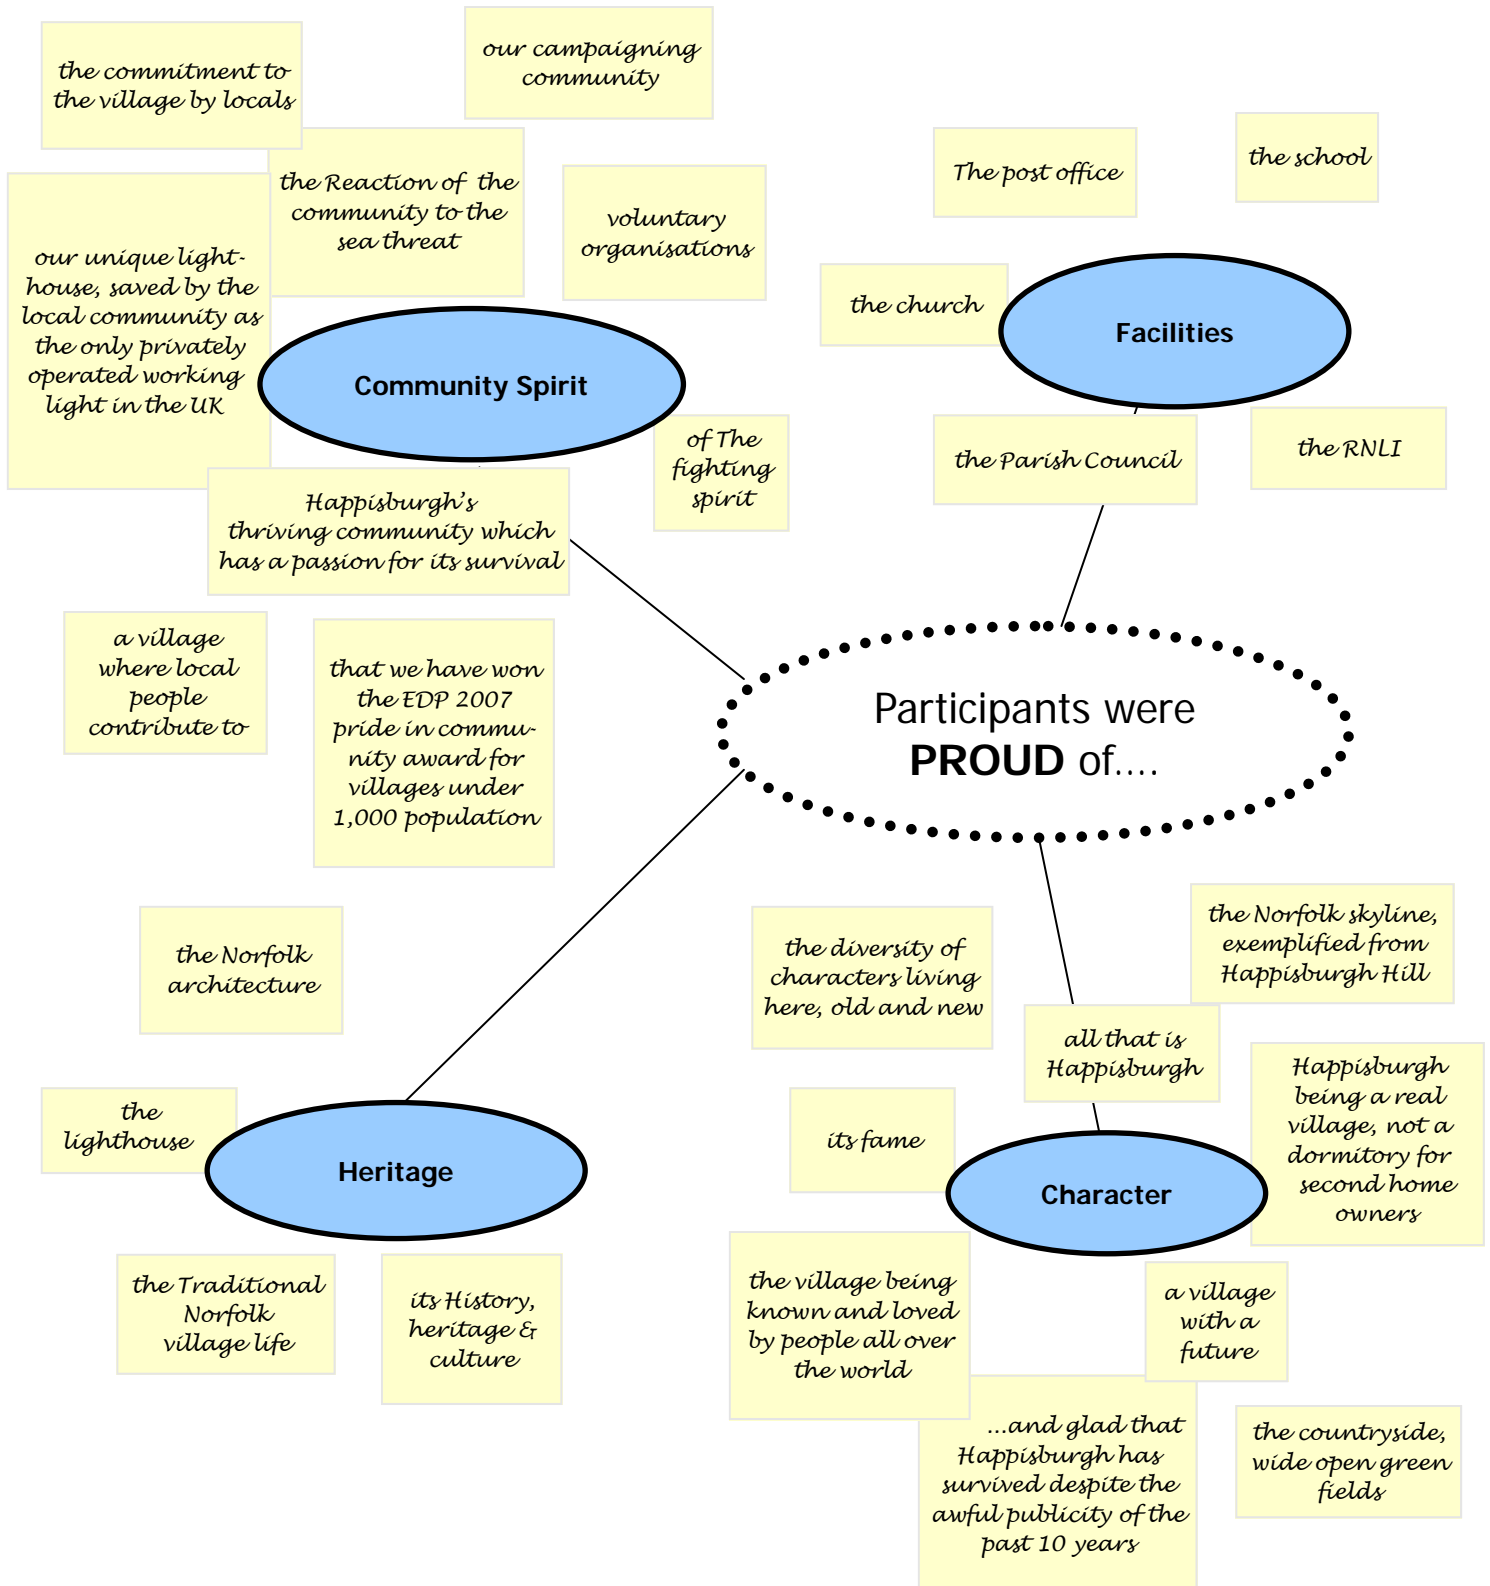 the commitment to
the village by locals
our campaigning
community
the Reaction of the
community to the
sea threat
voluntary
organisations
our unique light-
house, saved by the
local community as
the only privately
operated working
light in the UK
Community Spirit
of The
fighting
spirit
Happisburgh's
thriving community which
has a passion for its survival
a village
where local
people
contribute to
that we have won
the EDP 2007
pride in commu-
nity award for
villages under
1,000 population
The post office
the school
the church
Facilities
the Parish Council
the RNLI
Participants were
PROUD of....
the Norfolk
architecture
the
lighthouse
Heritage
the Traditional
Norfolk
village life
its History,
heritage &
culture
the diversity of
characters living
here, old and new
the Norfolk skyline,
exemplified from
Happisburgh Hill
all that is
Happisburgh
Happisburgh
being a real
village, not a
dormitory for
second home
owners
its fame
Character
the village being
known and loved
by people all over
the world
a village
with a
future
...and glad that
Happisburgh has
survived despite the
awful publicity of the
past 10 years
the countryside,
wide open green
fields